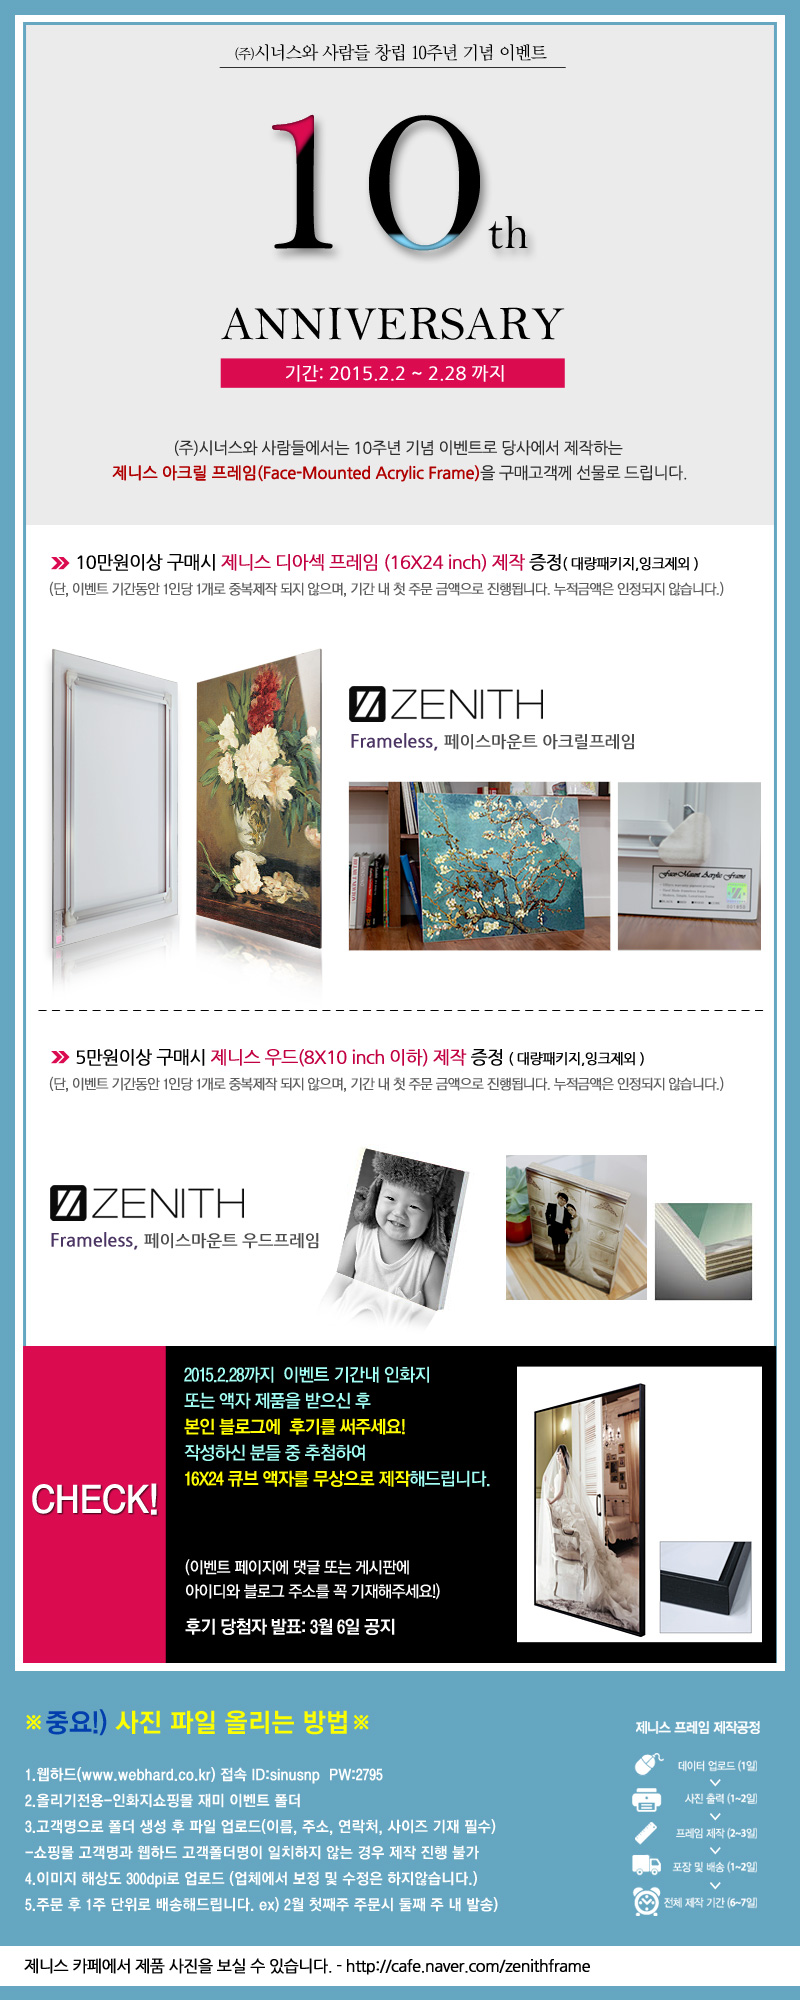 (주)시너스와 사람들 창립 10주년 기념 이벤트
10th
ANNIVERSARY
기간: 2015.2.2 ~ 2.28 까지
(주)시너스와 사람들에서는 10주년 기념 이벤트로 당사에서 제작하는
제니스 아크릴 프레임(Face-Mounted Acrylic Frame)을 구매고객께 선물로 드립니다.
10만원이상 구매시 제니스 디아섹 프레임 (16X24 inch) 제작 증정( 대량패키지,잉크제외 )
(단, 이벤트 기간동안 1인당 1개로 중복제작 되지 않으며, 기간 내 첫 주문 금액으로 진행됩니다. 누적금액은 인정되지 않습니다.)
ZENITH
Frameless, 페이스마운트 아크릴프레임
Face-Mount Acrylic Frame
5만원이상 구매시 제니스 우드(8X10 inch 이하) 제작 증정 ( 대량패키지,잉크제외 )
(단, 이벤트 기간동안 1인당 1개로 중복제작 되지 않으며, 기간 내 첫 주문 금액으로 진행됩니다. 누적금액은 인정되지 않습니다.)
ZENITH
Frameless, 페이스마운트 우드프레임
CHECK!
2015.2.28까지 이벤트 기간내 인화지
또는 액자 제품을 받으신 후
본인 블로그에 후기를 써주세요!
작성하신 분들 중 추첨하여
16X24 큐브 액자를 무상으로 제작해드립니다.
(이벤트 페이지에 댓글 또는 게시판에
아이디와 블로그 주소를 꼭 기재해주세요!)
후기 당첨자 발표: 3월 6일 공지
※중요!) 사진 파일 올리는 방법※
1.웹하드(www.webhard.co.kr) 접속 ID:sinusnp PW:2795
2.올리기전용-인화지쇼핑몰 재미 이벤트 폴더
3.고객명으로 폴더 생성 후 파일 업로드(이름, 주소, 연락처, 사이즈 기재 필수)
-쇼핑몰 고객명과 웹하드 고객폴더명이 일치하지 않는 경우 제작 진행 불가
4.이미지 해상도 300dpi로 업로드 (업체에서 보정 및 수정은 하지않습니다.)
5.주문 후 1주 단위로 배송해드립니다. ex) 2월 첫째주 주문시 둘째 주 내 발송)
제니스 프레임 제작공정
데이터 업로드 (1일)
사진 출력 (1~2일)
프레임 제작 (2~3일)
포장 및 배송 (1~2일)
전체 제작 기간 (6~7일)
제니스 카페에서 제품 사진을 보실 수 있습니다. - http://cafe.naver.com/zenithframe